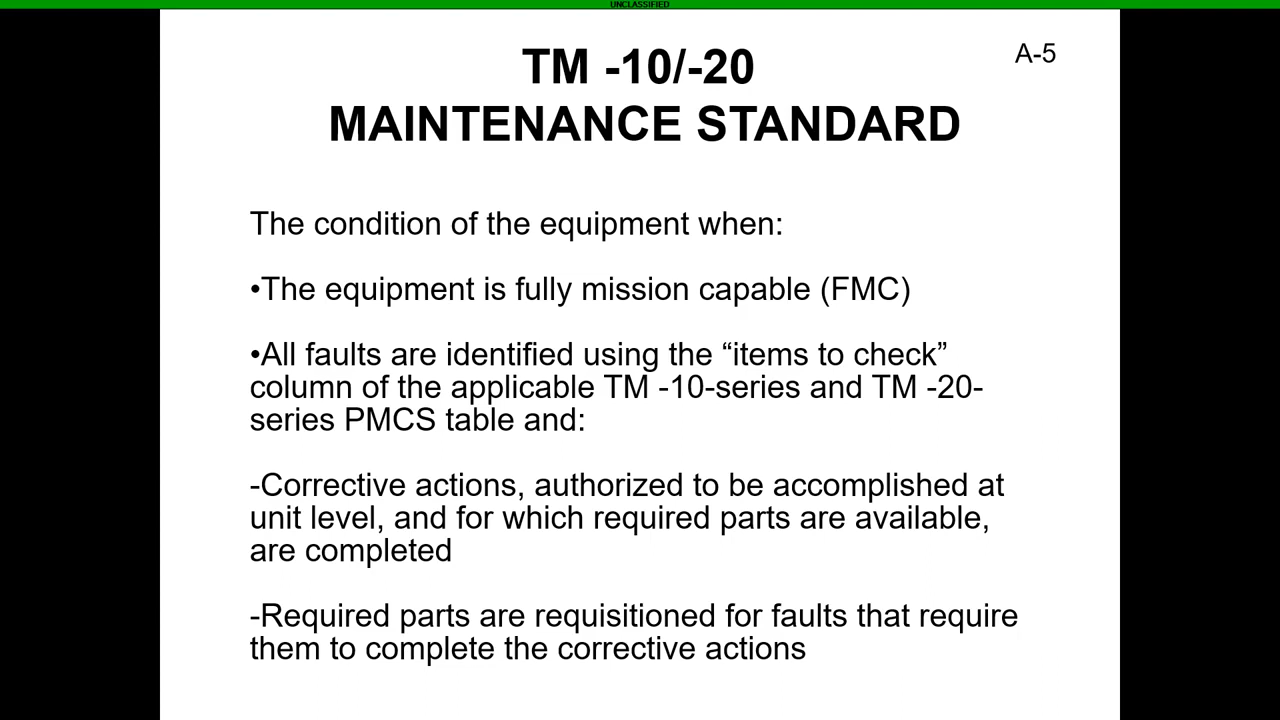 UNCLASSIFIED
A-5
TM -10/-20
MAINTENANCE STANDARD
The condition of the equipment when:
•The equipment is fully mission capable (FMC)
•All faults are identified using the “items to check”
column of the applicable TM -10-series and TM -20-
series PMCS table and:
-Corrective actions, authorized to be accomplished at
unit level, and for which required parts are available,
are completed
-Required parts are requisitioned for faults that require
them to complete the corrective actions